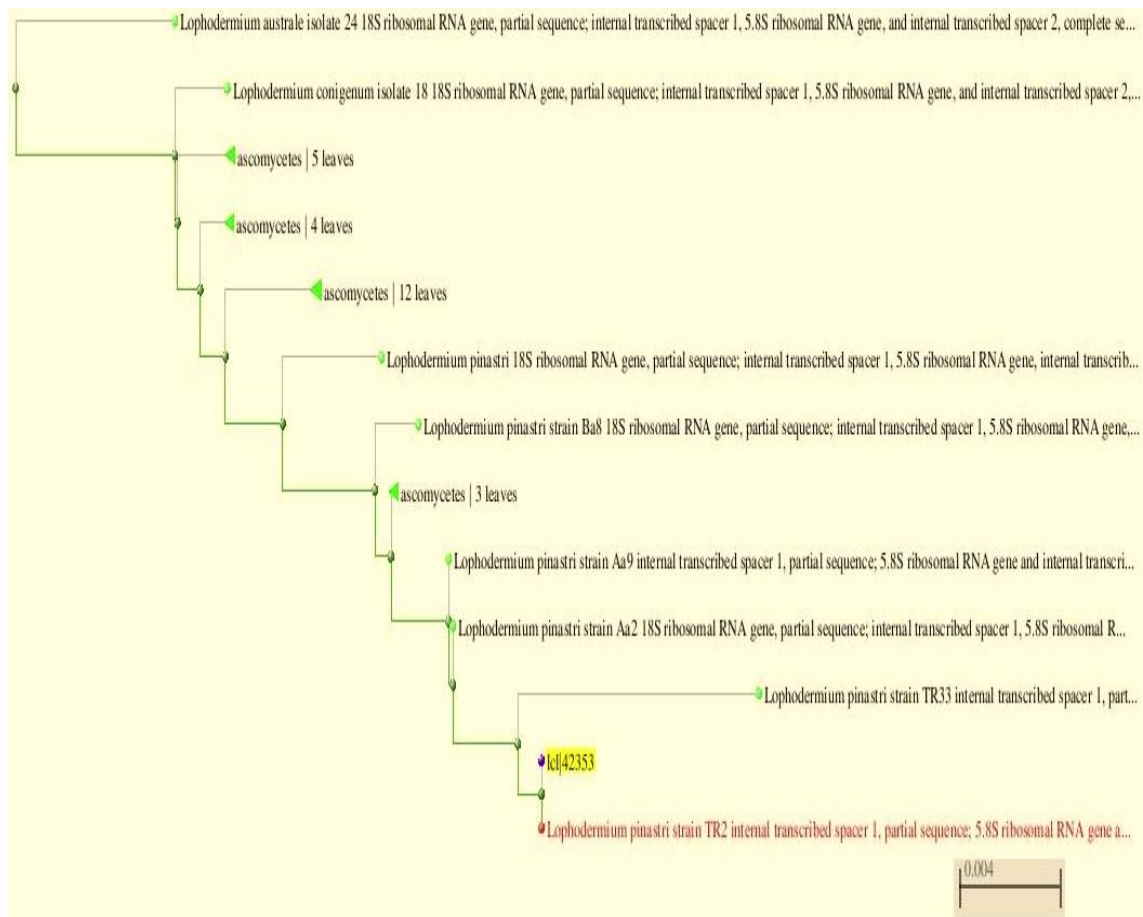 Lophodermium australe isolate 24 18S ribosomal RNA gene, partial sequence; internal transcribed spacer 1, 5.8S ribosomal RNA gene, and internal transcribed spacer 2, complete se...
Lophodermium conigenum isolate 18 18S ribosomal RNA gene, partial sequence; internal transcribed spacer 1, 5.8S ribosomal RNA gene, and internal transcribed spacer 2,...
ascomycetes | 5 leaves
ascomycetes | 4 leaves
ascomycetes | 12 leaves
Lophodermium pinastri 18S ribosomal RNA gene, partial sequence; internal transcribed spacer 1, 5.8S ribosomal RNA gene, internal transcrib...
Lophodermium pinastri strain Ba8 18S ribosomal RNA gene, partial sequence; internal transcribed spacer 1, 5.8S ribosomal RNA gene,...
ascomycetes | 3 leaves
Lophodermium pinastri strain Aa9 internal transcribed spacer 1, partial sequence; 5.8S ribosomal RNA gene and internal transcri...
Lophodermium pinastri strain Aa2 18S ribosomal RNA gene, partial sequence; internal transcribed spacer 1, 5.8S ribosomal R...
Lophodermium pinastri strain TR33 internal transcribed spacer 1, part...
lcl|42353
Lophodermium pinastri strain TR2 internal transcribed spacer 1, partial sequence; 5.8S ribosomal RNA gene a...
0.004